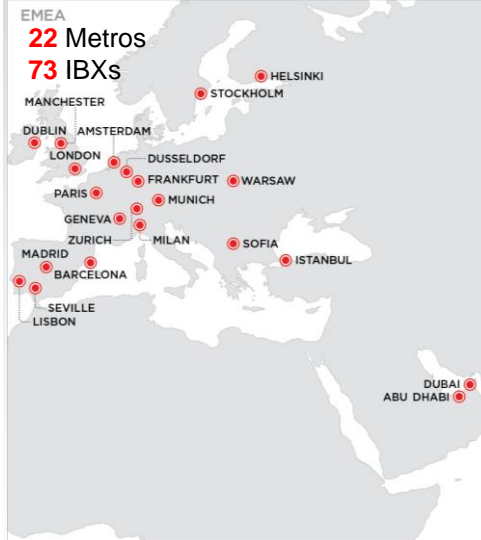 EMEA
22 Metros
73 IBXs
HELSINKI
STOCKHOLM
MANCHESTER
DUBLIN
AMSTERDAM
LONDON
DUSSELDORF
FRANKFURT
WARSAW
PARIS
MUNICH
GENEVA
ZURICH
MILAN
SOFIA
MADRID
ISTANBUL
BARCELONA
SEVILLE
LISBON
DUBAI
ABU DHABI